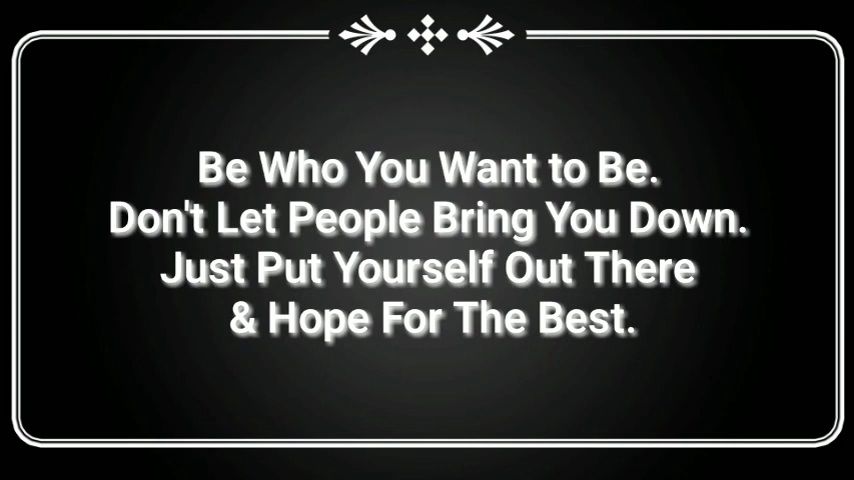 Be Who You Want to Be.
Don't Let People Bring You Down.
Just Put Yourself Out There
& Hope For The Best.